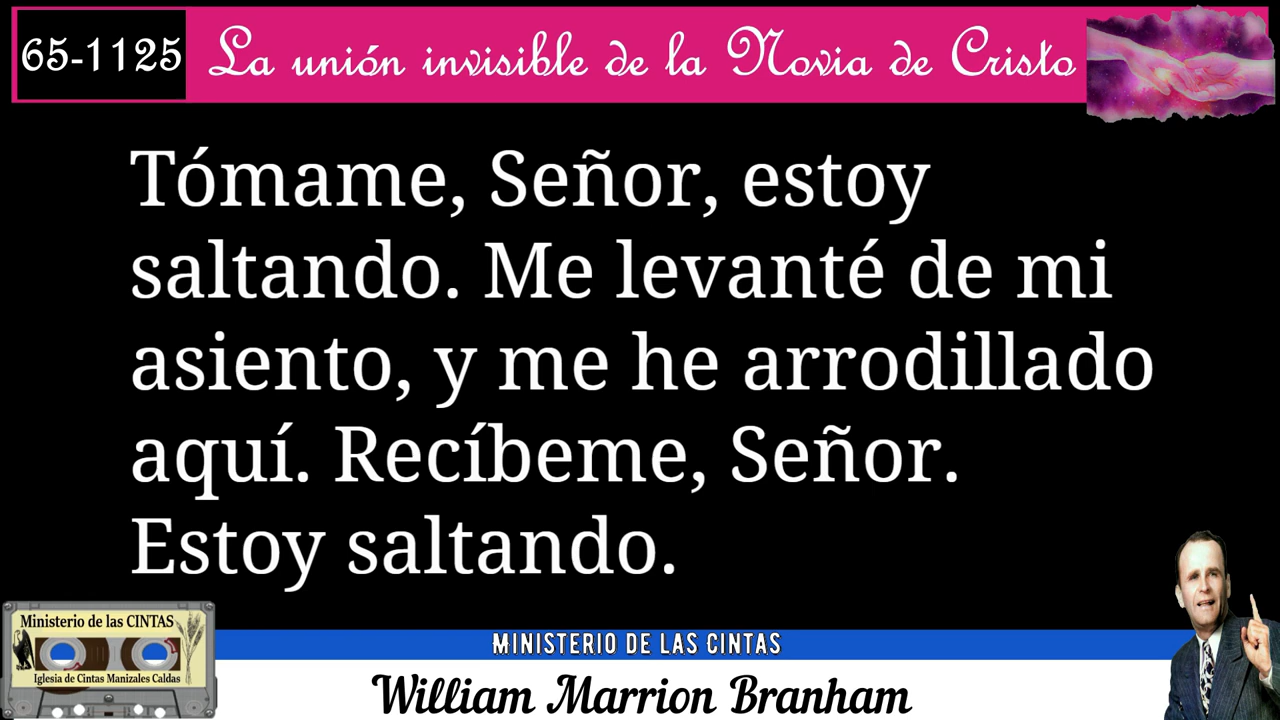 65-1125 La unión invisible de la Novia de Cristo
Tómame, Señor, estoy
saltando. Me levanté de mi
asiento, y me he arrodillado
aquí. Recíbeme, Señor.
Estoy saltando.
Ministerio de las CINTAS
Iglesia de Cintas Manizales Caldas
MINISTERIO DE LAS CINTAS
William Marrion Branham